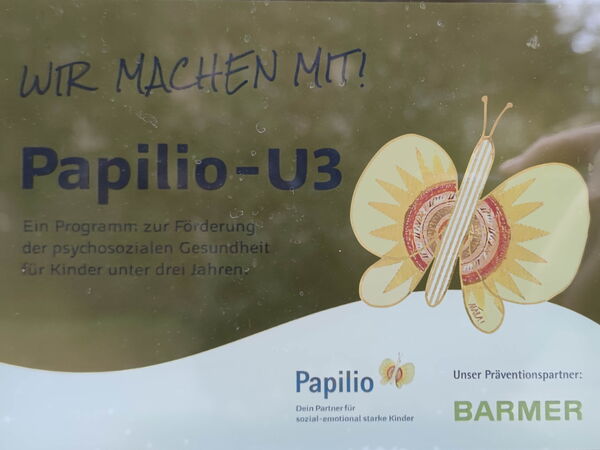 WIR MACHEN MIT!
Papilio-U3
Ein Programm zur Förderung
der psychosozialen Gesundheit
für Kinder unter drei Jahren.
Papilio
Dein Partner für
sozial-emotional starke Kinder
Unser Präventionspartner:
BARMER